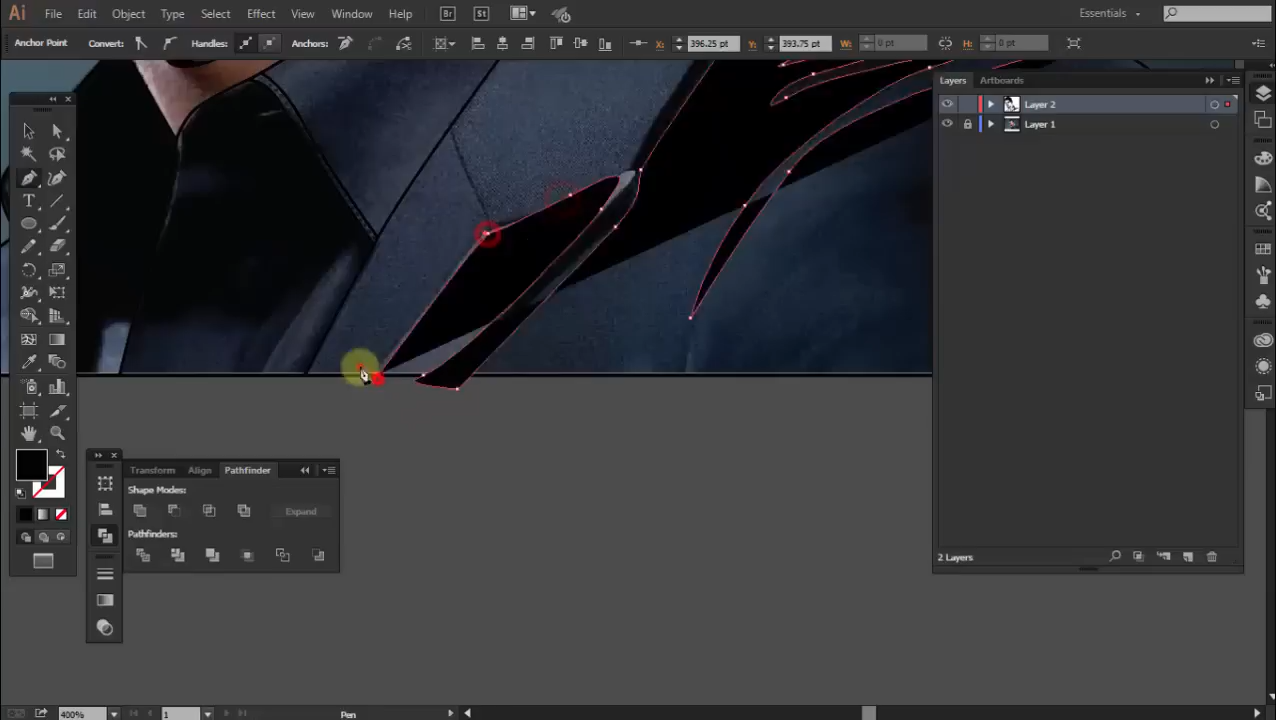 Ai File Edit Object Type Select Effect View Window Help Br St Essentials
Anchor Point Convert: Handles: Anchors: X: 396.25 pt Y: 393.75 pt W: 0 pt H: 0 pt
Layers Artboards
Layer 2
Layer 1
Transform Align Pathfinder
Shape Modes:
Expand
Pathfinders:
2 Layers
400% 1 Pen